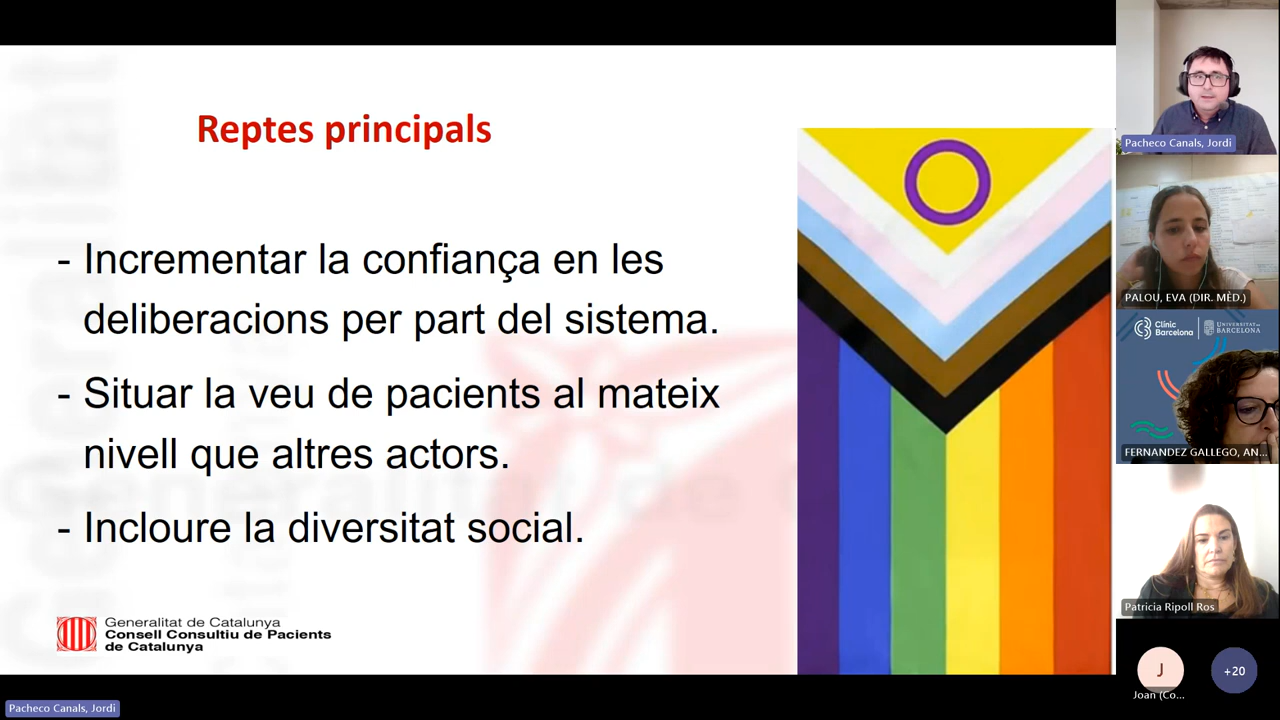 Reptes principals
- Incrementar la confiança en les
deliberacions per part del sistema.
- Situar la veu de pacients al mateix
nivell que altres actors.
- Incloure la diversitat social.
Generalitat de Catalunya
Consell Consultiu de Pacients
de Catalunya
Pacheco Canals, Jordi
Pacheco Canals, Jordi
PALOU, EVA (DIR. MÈD.)
Clínic
Barcelona
UNIVERSITAT DE
BARCELONA
FERNANDEZ GALLEGO, AN...
Patricia Ripoll Ros
J
Joan (Co...
+20